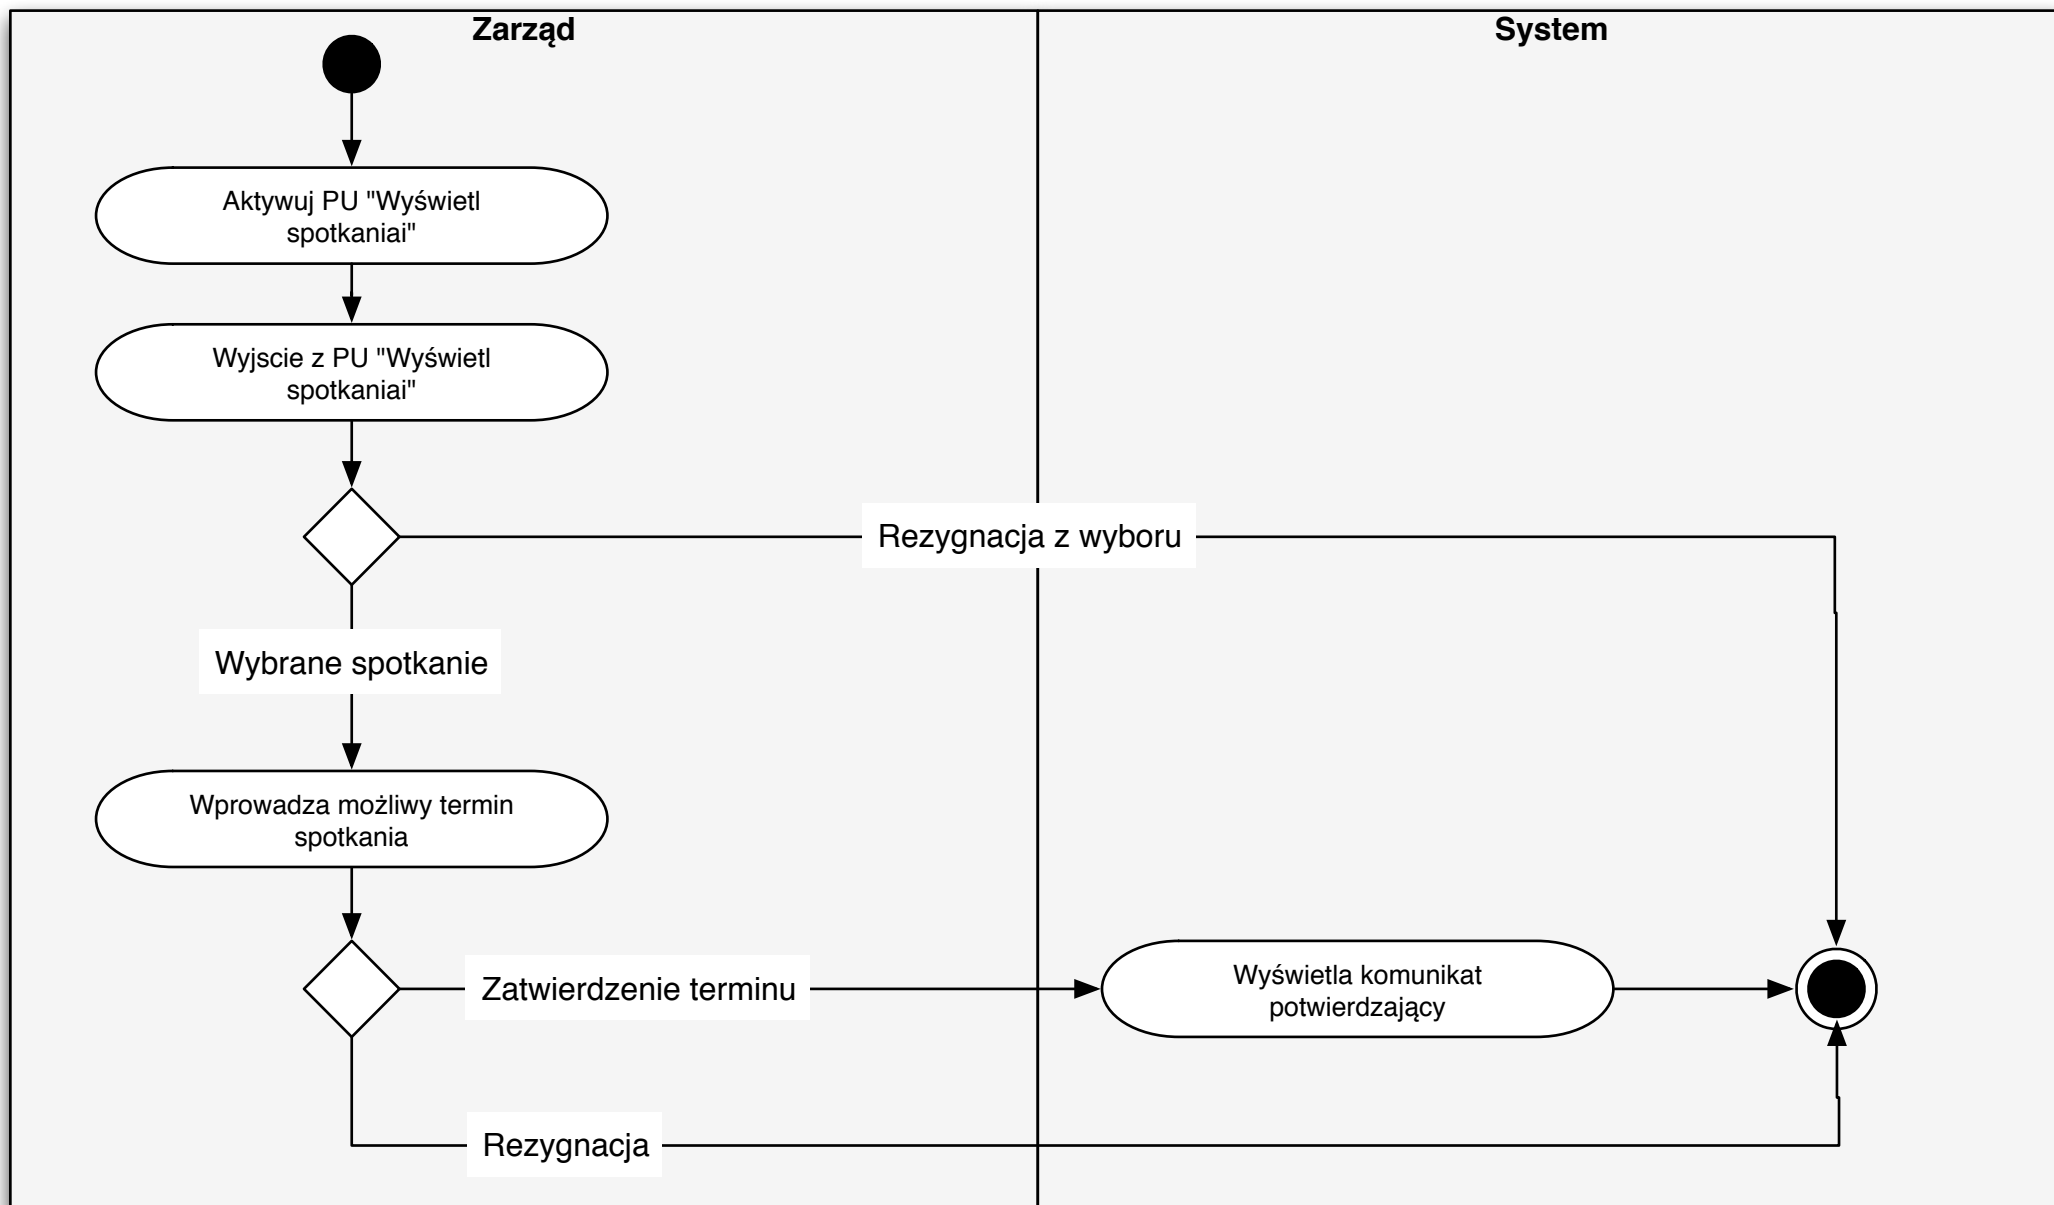 Zarząd
System
Aktywuj PU "Wyświetl
spotkaniai"
Wyjscie z PU "Wyświetl
spotkaniai"
Rezygnacja z wyboru
Wybrane spotkanie
Wprowadza możliwy termin
spotkania
Zatwierdzenie terminu
Wyświetla komunikat
potwierdzający
Rezygnacja